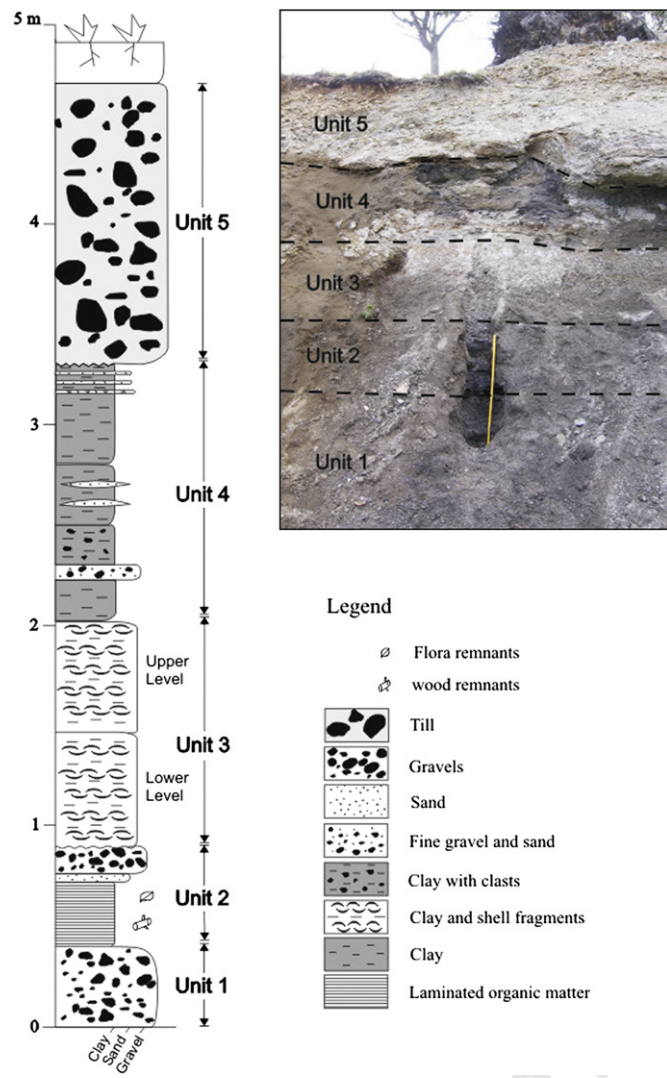 5 m
4
3
2
1
0
Unit 5
Unit 4
Upper
Level
Unit 3
Lower
Level
Unit 2
Unit 1
Clay
Sand
Gravel
Unit 5
Unit 4
Unit 3
Unit 2
Unit 1
Legend
Flora remnants
wood remnants
Till
Gravels
Sand
Fine gravel and sand
Clay with clasts
Clay and shell fragments
Clay
Laminated organic matter